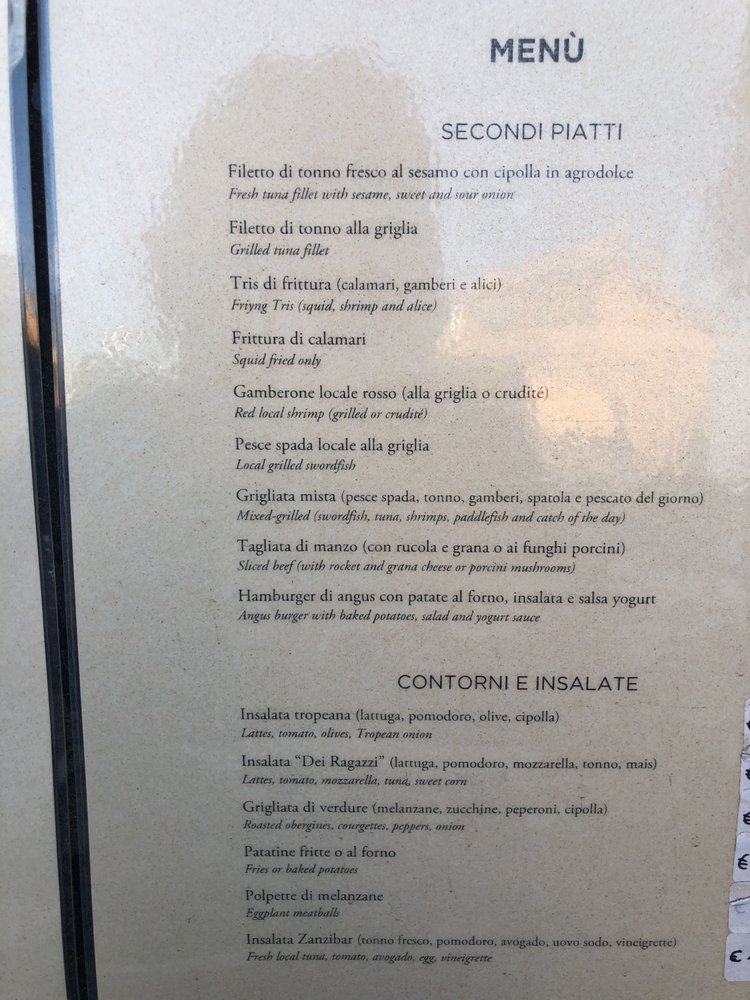 MENÙ
SECONDI PIATTI
Filetto di tonno fresco al sesamo con cipolla in agrodolce
Fresh tuna fillet with sesame, sweet and sour onion
Filetto di tonno alla griglia
Grilled tuna fillet
Tris di frittura (calamari, gamberi e alici)
Friyng Tris (squid, shrimp and alice)
Frittura di calamari
Squid fried only
Gamberone locale rosso (alla griglia o crudité)
Red local shrimp (grilled or crudité)
Pesce spada locale alla griglia
Local grilled swordfish
Grigliata mista (pesce spada, tonno, gamberi, spatola e pescato del giorno)
Mixed-grilled (swordfish, tuna, shrimps, paddlefish and catch of the day)
Tagliata di manzo (con rucola e grana o ai funghi porcini)
Sliced beef (with rocket and grana cheese or porcini mushrooms)
Hamburger di angus con patate al forno, insalata e salsa yogurt
Angus burger with baked potatoes, salad and yogurt sauce
CONTORNI E INSALATE
Insalata tropeana (lattuga, pomodoro, olive, cipolla)
Lattes, tomato, olives, Tropean onion
Insalata "Dei Ragazzi" (lattuga, pomodoro, mozzarella, tonno, mais)
Lattes, tomato, mozzarella, tuna, sweet corn
Grigliata di verdure (melanzane, zucchine, peperoni, cipolla)
Roasted obergines, courgettes, peppers, onion
Patatine fritte o al forno
Fries or baked potatoes
€
Polpette di melanzane
Eggplant meatballs
Insalata Zanzibar (tonno fresco, pomodoro, avogado, uovo sodo, vineigrette)
Fresh local tuna, tomato, avogado, egg, vineigrette
€